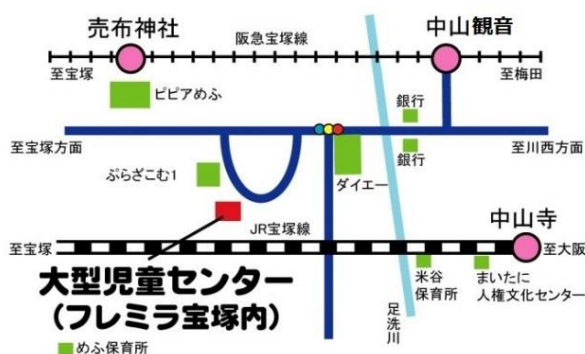 売布神社
阪急宝塚線
中山観音
至宝塚
至梅田
ピピアめふ
銀行
至宝塚方面
至川西方面
ぷらざこむ1
ダイエー
銀行
JR宝塚線
中山寺
至宝塚
至大阪
大型児童センター
(フレミラ宝塚内)
足洗川
米谷
保育所
まいたに
人権文化センター
めふ保育所